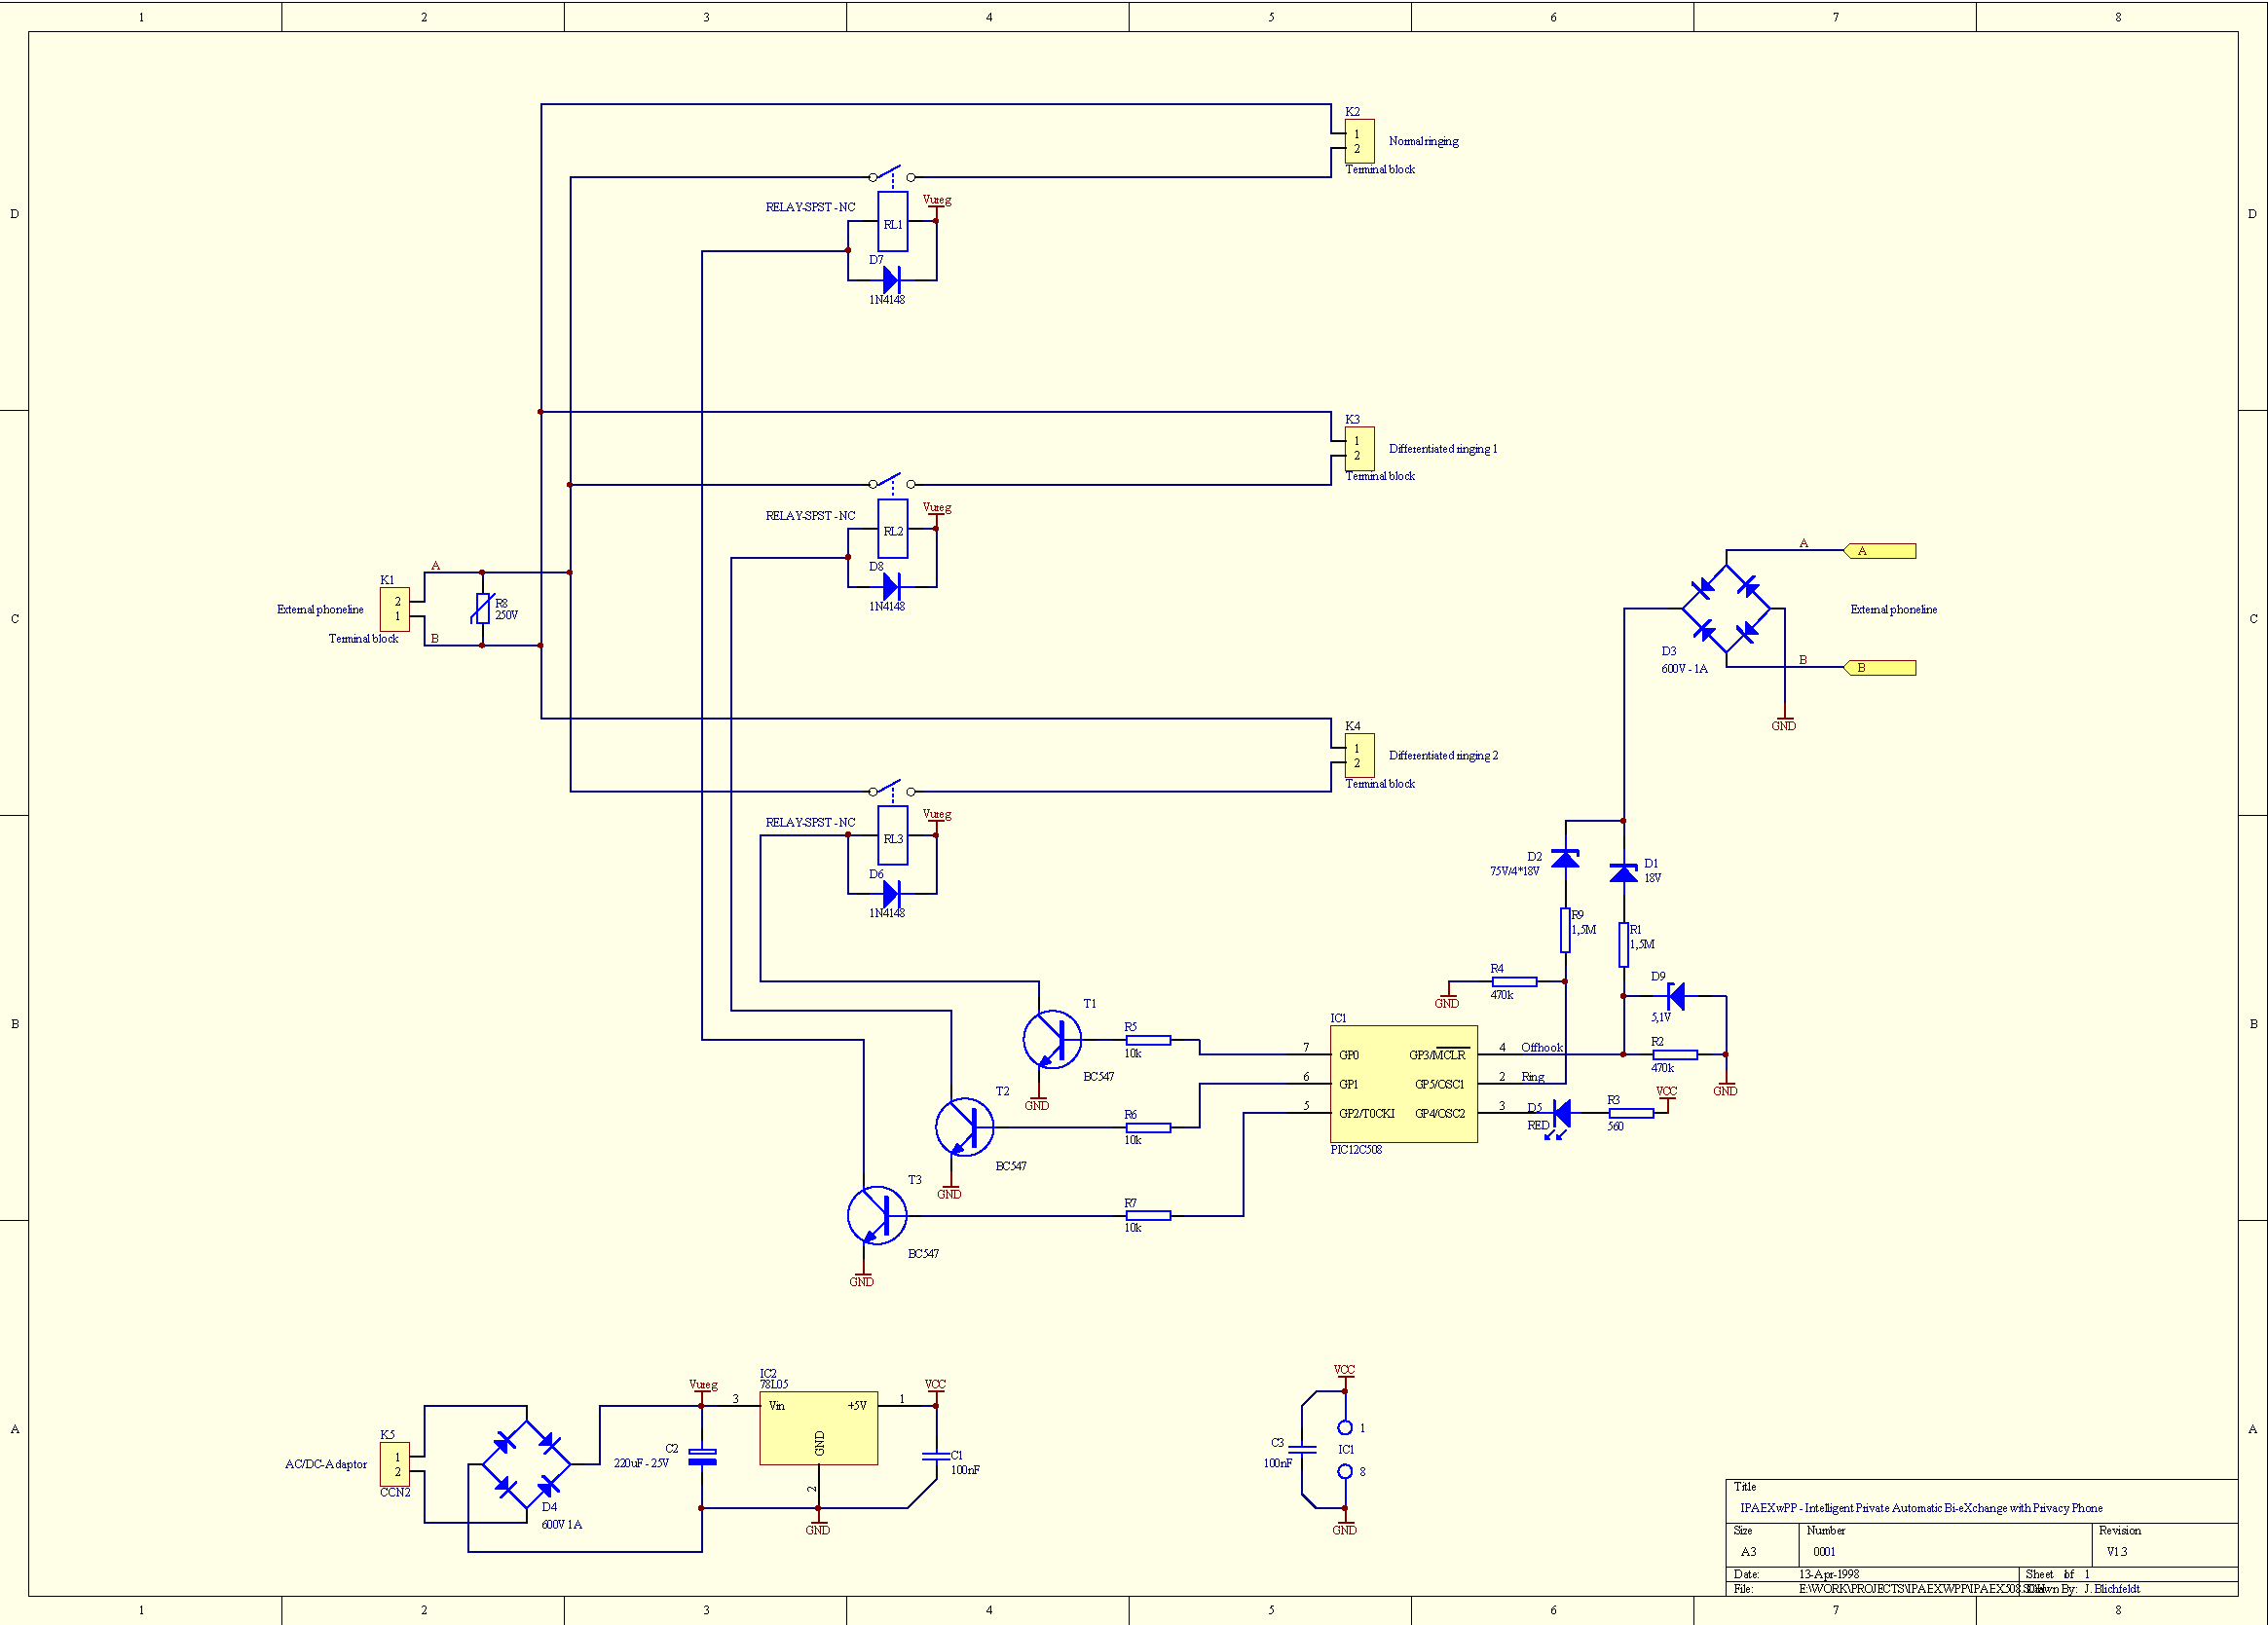 1 2 3 4 5 6 7 8
K2
1
2
Normal ringing
Terminal block
RELAY-SPST - NC
Vureg
RL1
D7
1N4148
D D
K3
1
2
Differentiated ringing 1
Terminal block
RELAY-SPST - NC
Vureg
RL2
D8
1N4148
A
K1
External phoneline
2
1
R8
250V
Terminal block
B
A A
External phoneline
D3
600V - 1A
B B
GND
C C
K4
1
2
Differentiated ringing 2
Terminal block
RELAY-SPST - NC
Vureg
RL3
D6
1N4148
D2
75V/4*18V
D1
18V
R9
1,5M
R1
1,5M
R4
470k
GND
D9
5,1V
T1
BC547
GND
R5
10k
T2
BC547
GND
R6
10k
T3
BC547
GND
R7
10k
IC1
7 GP0 GP3/MCLR 4 Offhook
6 GP1 GP5/OSC1 2 Ring
5 GP2/T0CKI GP4/OSC2 3
PIC12C508
R2
470k
GND
D5
RED
R3
560
VCC
B B
K5
AC/DC-Adaptor
1
2
CCN2
D4
600V 1A
Vureg
C2
220uF - 25V
IC2
78L05
3 Vin +5V 1
GND
2
GND
VCC
C1
100nF
VCC
C3
100nF
1
IC1
8
GND
A A
Title
IPAEXwPP - Intelligent Private Automatic Bi-eXchange with Privacy Phone
Size Number Revision
A3 0001 V1.3
Date: 13-Apr-1998 Sheet of 1
File: E:\WORK\PROJECTS\IPAEXWPP\IPAEX508.SCH Drawn By: J. Blichfeldt
1 2 3 4 5 6 7 8